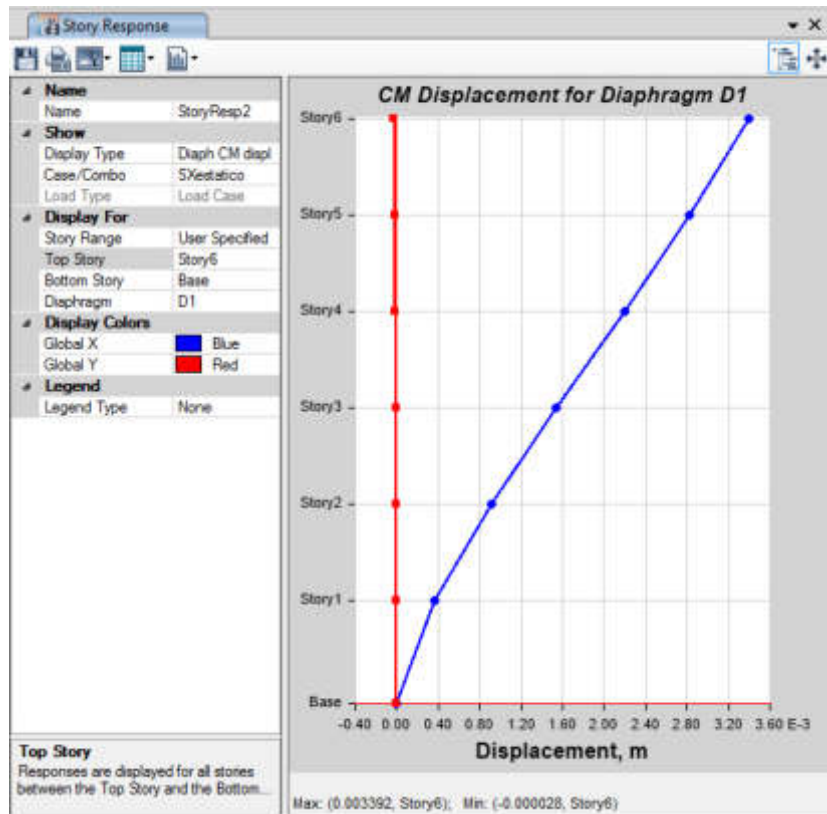 Story Response
Name
Name StoryResp2
Show
Display Type Diaph CM displ
Case/Combo SXestatico
Load Type Load Case
Display For
Story Range User Specified
Top Story Story6
Bottom Story Base
Diaphragm D1
Display Colors
Global X Blue
Global Y Red
Legend
Legend Type None
Top Story
Responses are displayed for all stories
between the Top Story and the Bottom...
CM Displacement for Diaphragm D1
Story6
Story5
Story4
Story3
Story2
Story1
Base
-0.40 0.00 0.40 0.80 1.20 1.60 2.00 2.40 2.80 3.20 3.60 E-3
Displacement, m
Max: (0.003392, Story6); Min: (-0.000028, Story6)